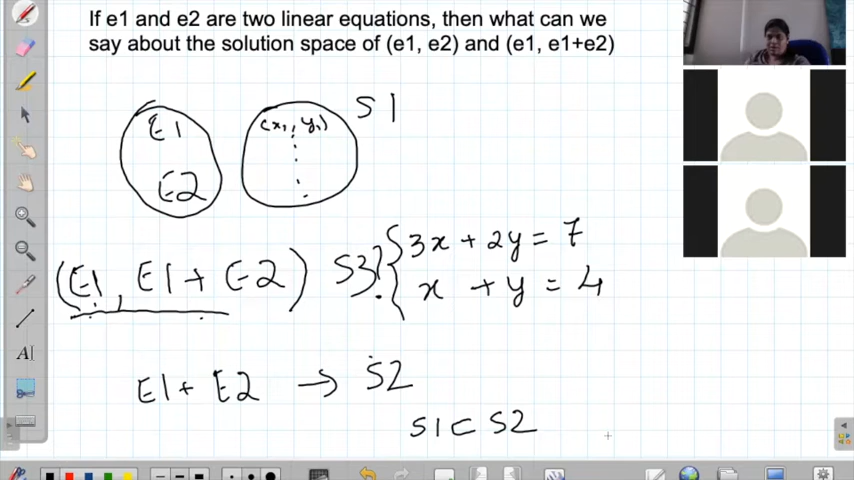 If e1 and e2 are two linear equations, then what can we
say about the solution space of (e1, e2) and (e1, e1+e2)
E1 (x₁, y₁) S1
E2
3x + 2y = 7
(E1, E1 + E2) S3?
x + y = 4
E1 + E2 → S2
S1 ⊂ S2
A